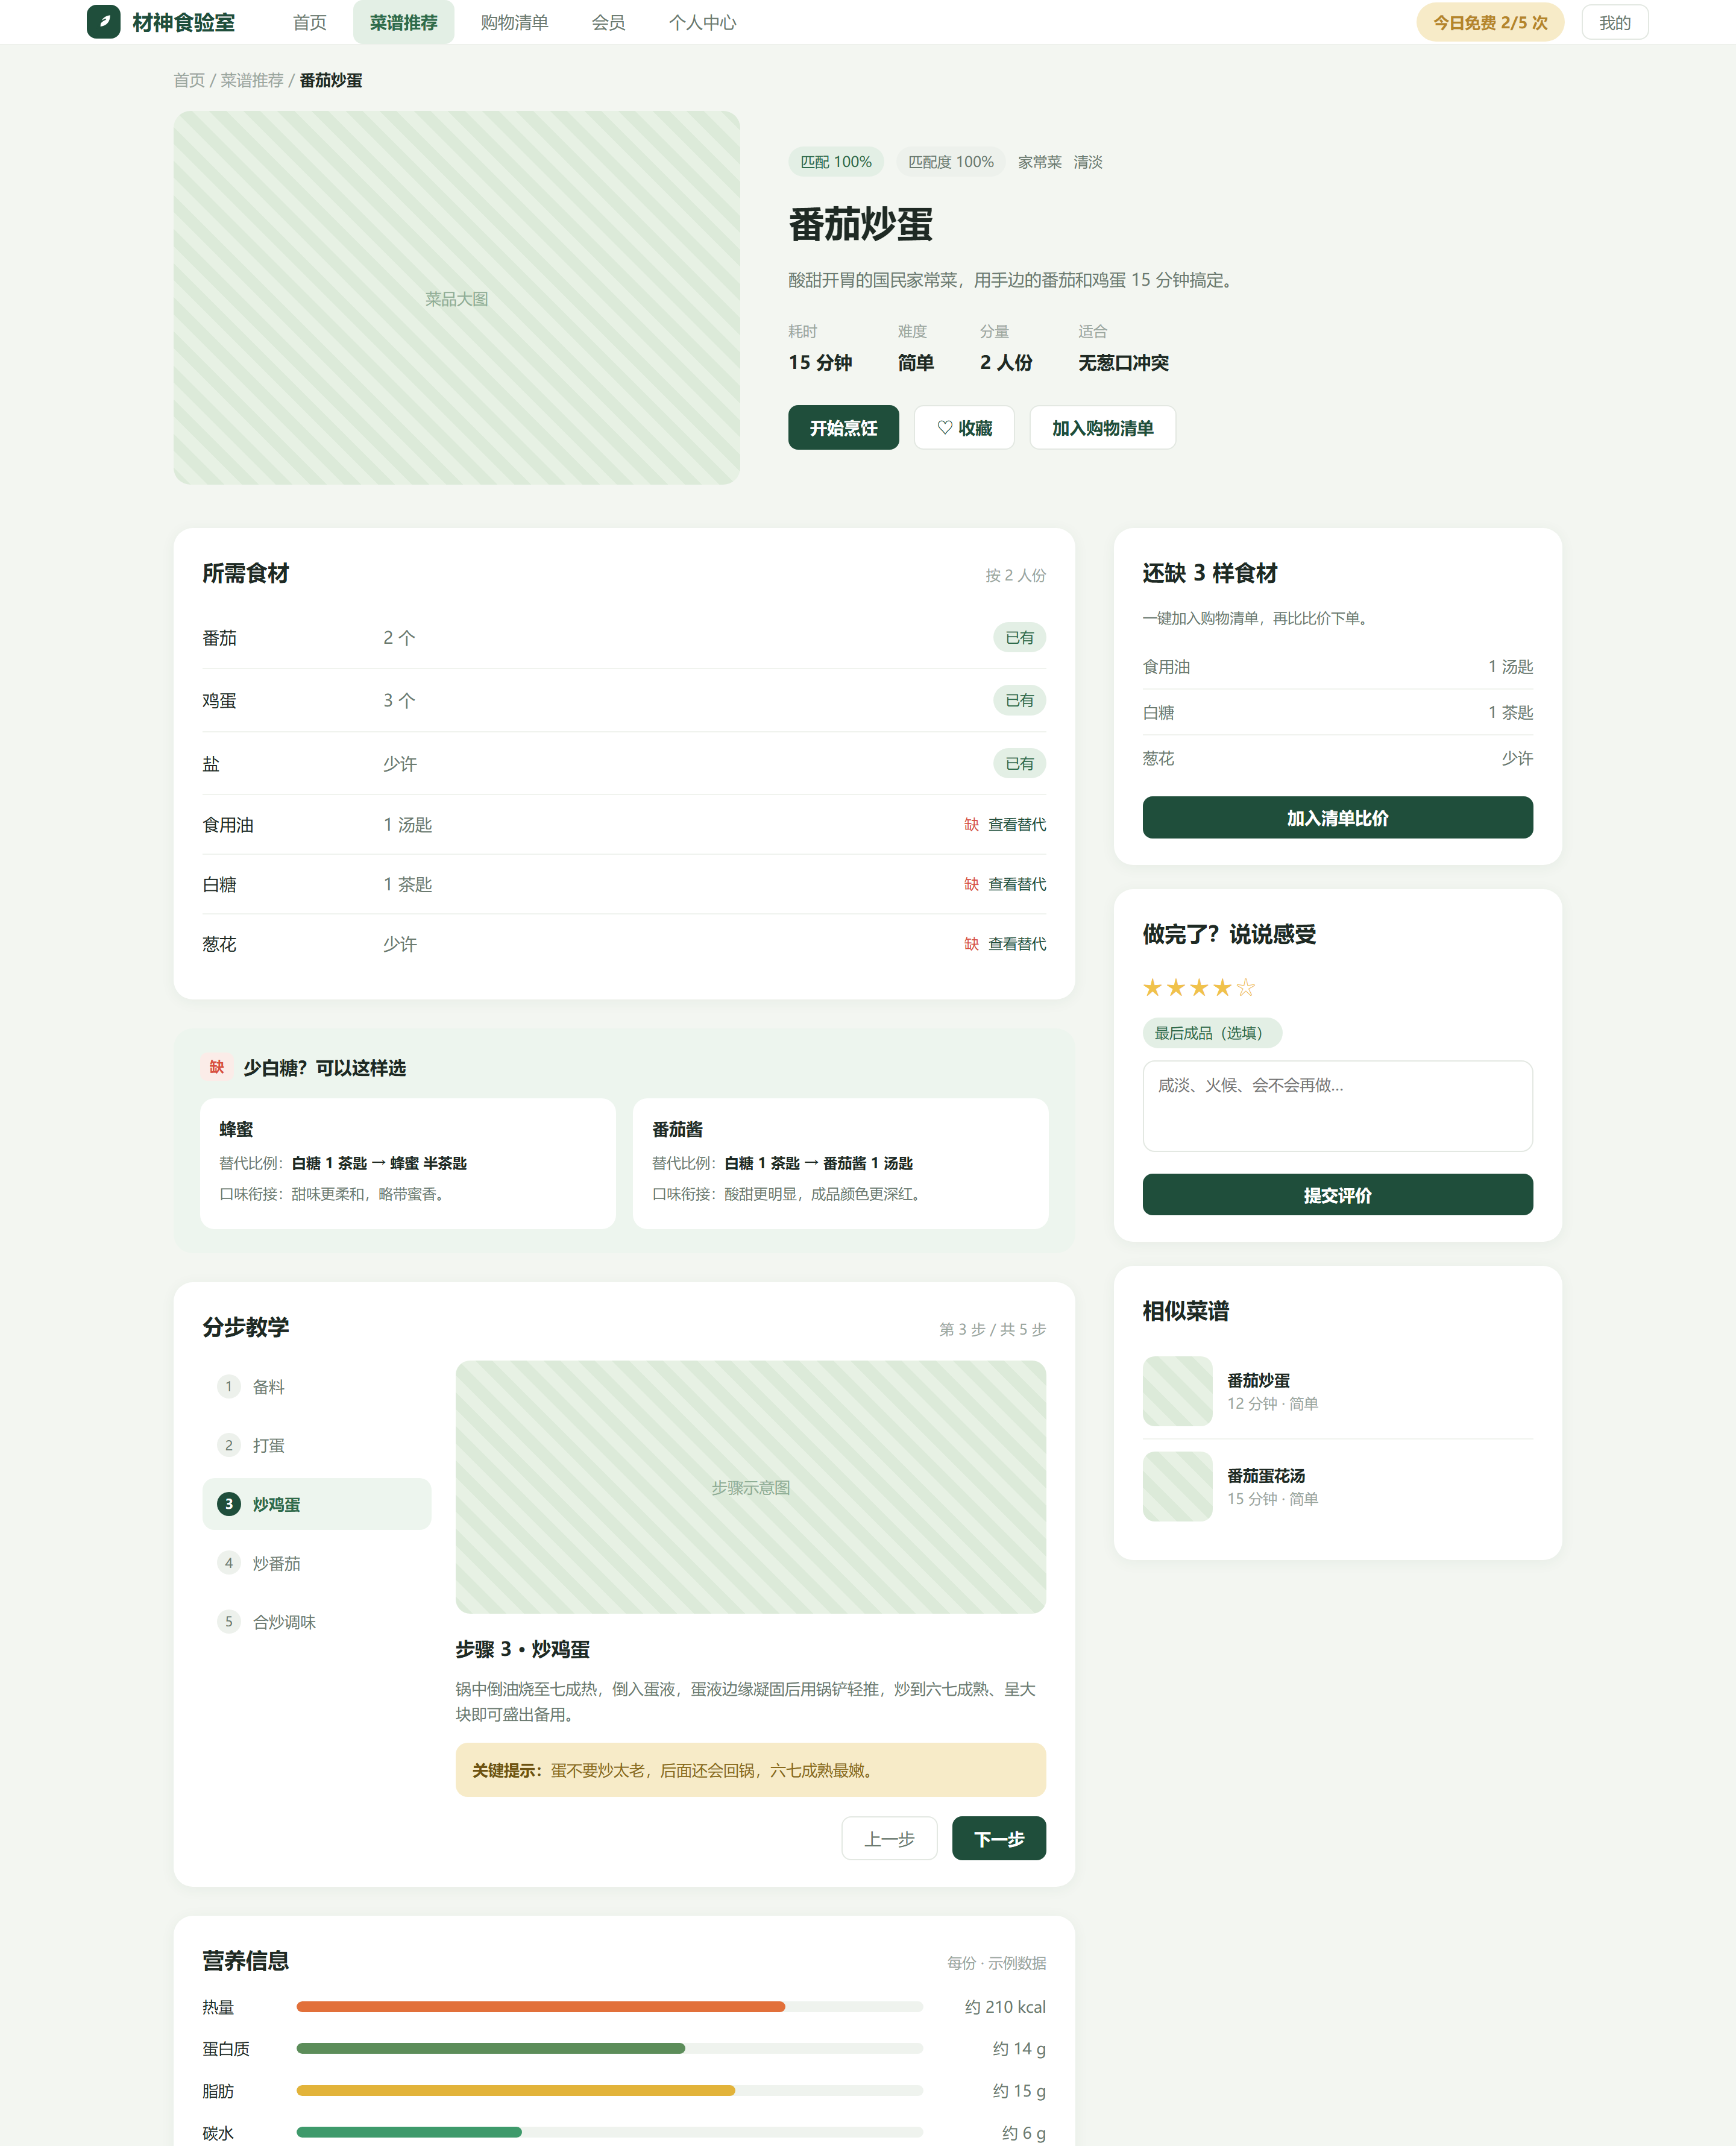 材神食验室 首页 菜谱推荐 购物清单 会员 个人中心 今日免费 2/5 次 我的
首页 / 菜谱推荐 / 番茄炒蛋
菜品大图
匹配 100% 匹配度 100% 家常菜 清淡
番茄炒蛋
酸甜开胃的国民家常菜，用手边的番茄和鸡蛋 15 分钟搞定。
耗时 难度 分量 适合
15 分钟 简单 2 人份 无葱口冲突
开始烹饪 ♡ 收藏 加入购物清单
所需食材 按 2 人份
番茄 2 个 已有
鸡蛋 3 个 已有
盐 少许 已有
食用油 1 汤匙 缺 查看替代
白糖 1 茶匙 缺 查看替代
葱花 少许 缺 查看替代
缺 少白糖？可以这样选
蜂蜜
替代比例：白糖 1 茶匙 → 蜂蜜 半茶匙
口味衔接：甜味更柔和，略带蜜香。
番茄酱
替代比例：白糖 1 茶匙 → 番茄酱 1 汤匙
口味衔接：酸甜更明显，成品颜色更深红。
分步教学 第 3 步 / 共 5 步
1 备料
2 打蛋
3 炒鸡蛋
4 炒番茄
5 合炒调味
步骤示意图
步骤 3 · 炒鸡蛋
锅中倒油烧至七成热，倒入蛋液，蛋液边缘凝固后用锅铲轻推，炒到六七成熟、呈大
块即可盛出备用。
关键提示：蛋不要炒太老，后面还会回锅，六七成熟最嫩。
上一步 下一步
营养信息 每份 · 示例数据
热量 约 210 kcal
蛋白质 约 14 g
脂肪 约 15 g
碳水 约 6 g
还缺 3 样食材
一键加入购物清单，再比比价下单。
食用油 1 汤匙
白糖 1 茶匙
葱花 少许
加入清单比价
做完了？说说感受
★★★★☆
最后成品（选填）
咸淡、火候、会不会再做...
提交评价
相似菜谱
番茄炒蛋
12 分钟 · 简单
番茄蛋花汤
15 分钟 · 简单